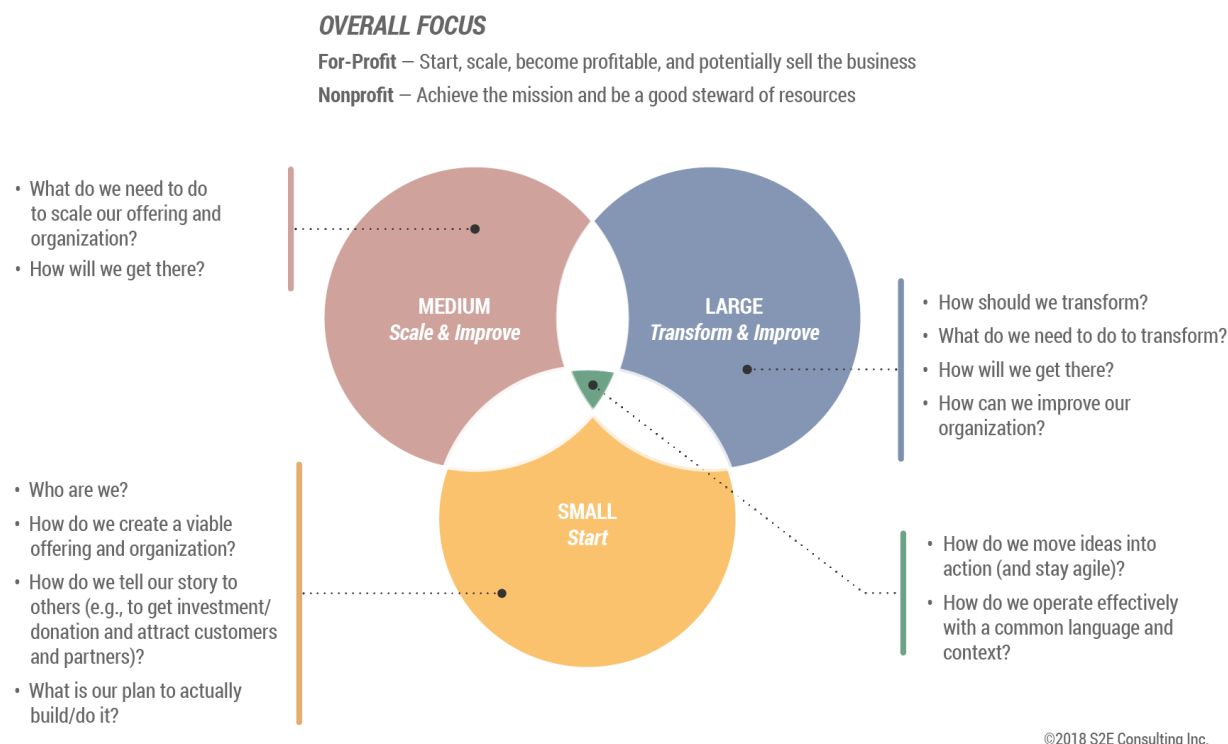 OVERALL FOCUS
For-Profit — Start, scale, become profitable, and potentially sell the business
Nonprofit — Achieve the mission and be a good steward of resources
• What do we need to do
to scale our offering and
organization?
• How will we get there?
MEDIUM
Scale & Improve
LARGE
Transform & Improve
• How should we transform?
• What do we need to do to transform?
• How will we get there?
• How can we improve our
organization?
• Who are we?
• How do we create a viable
offering and organization?
• How do we tell our story to
others (e.g., to get investment/
donation and attract customers
and partners)?
• What is our plan to actually
build/do it?
SMALL
Start
• How do we move ideas into
action (and stay agile)?
• How do we operate effectively
with a common language and
context?
©2018 S2E Consulting Inc.